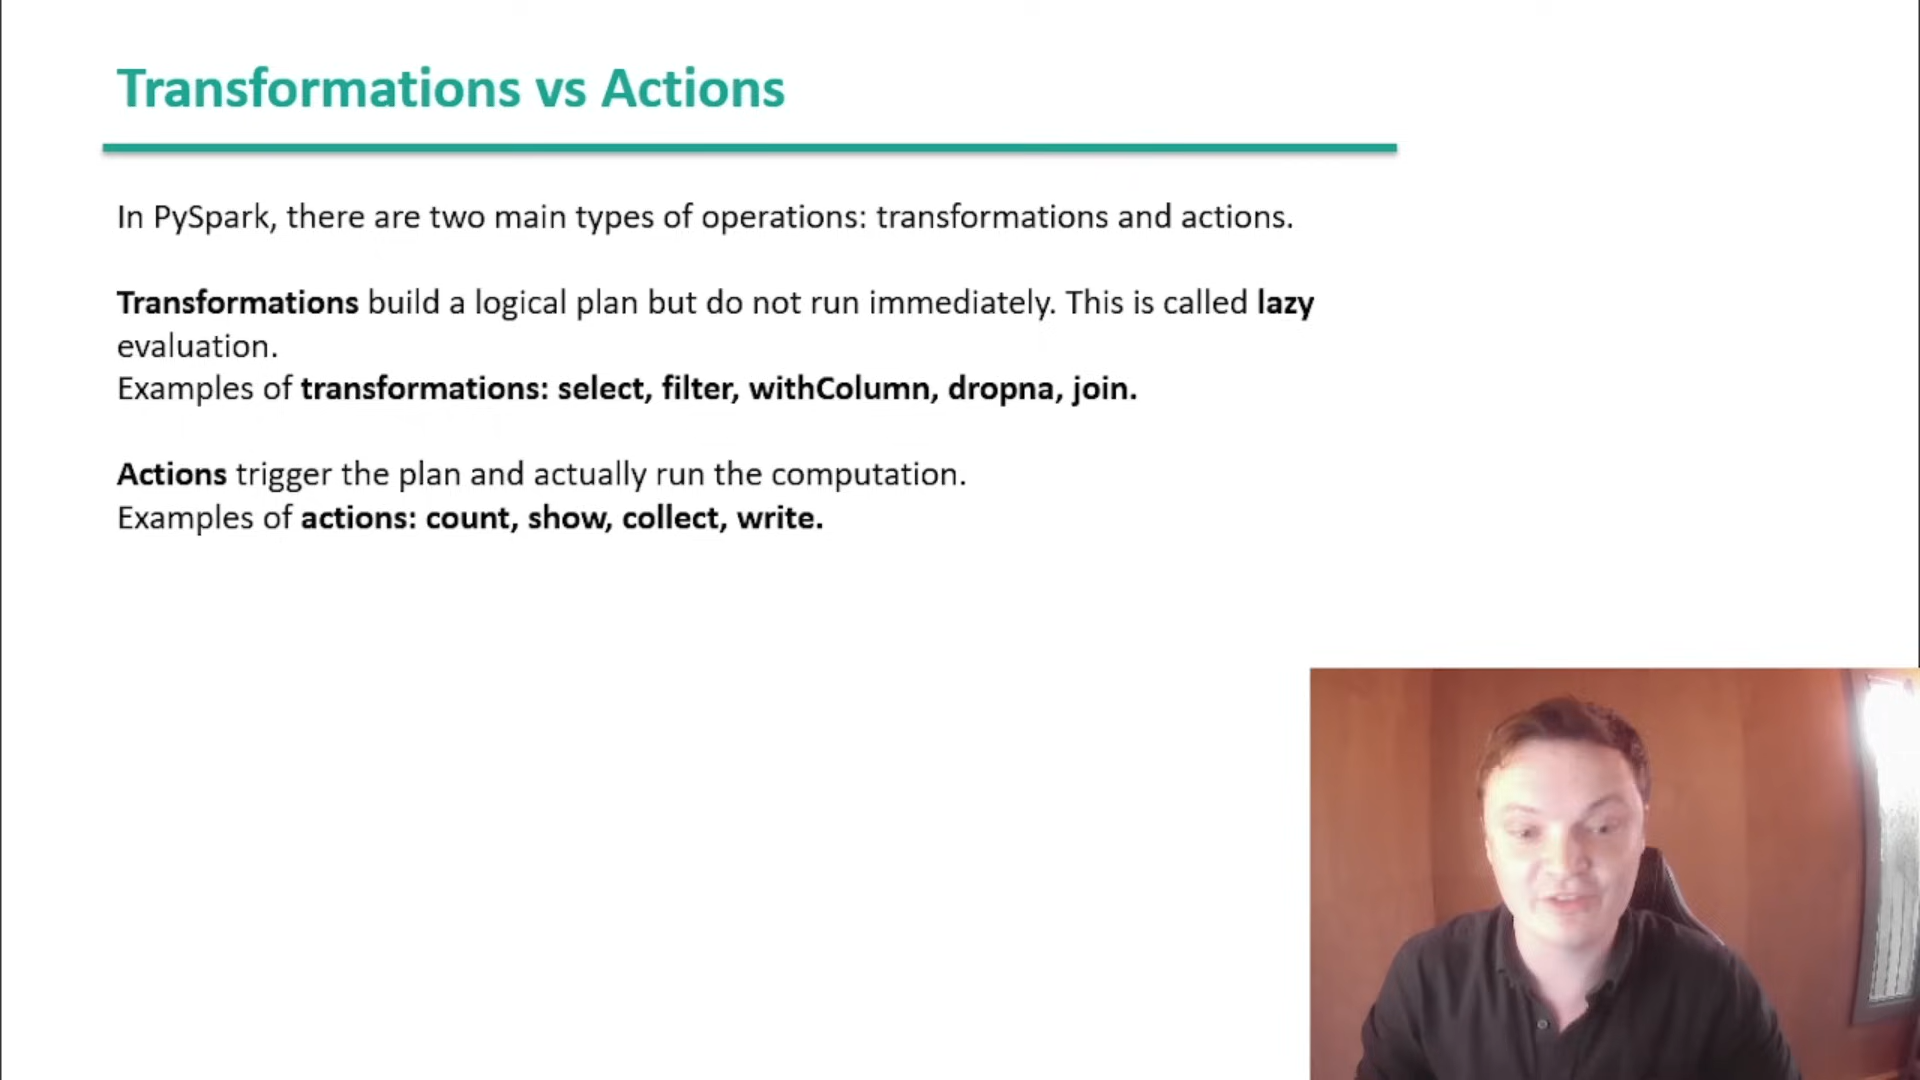 Transformations vs Actions
In PySpark, there are two main types of operations: transformations and actions.
Transformations build a logical plan but do not run immediately. This is called lazy
evaluation.
Examples of transformations: select, filter, withColumn, dropna, join.
Actions trigger the plan and actually run the computation.
Examples of actions: count, show, collect, write.